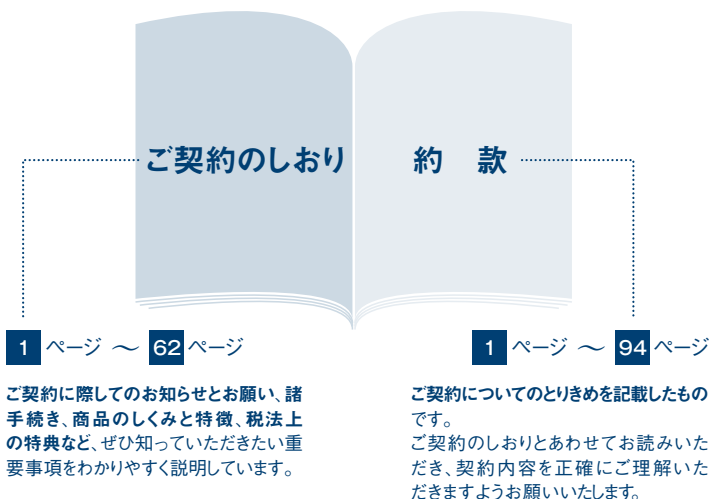 ご契約のしおり
約　款
1 ページ ～ 62 ページ
ご契約に際してのお知らせとお願い、諸
手続き、商品のしくみと特徴、税法上
の特典など、ぜひ知っていただきたい重
要事項をわかりやすく説明しています。
1 ページ ～ 94 ページ
ご契約についてのとりきめを記載したもの
です。
ご契約のしおりとあわせてお読みいた
だき、契約内容を正確にご理解いた
だきますようお願いいたします。